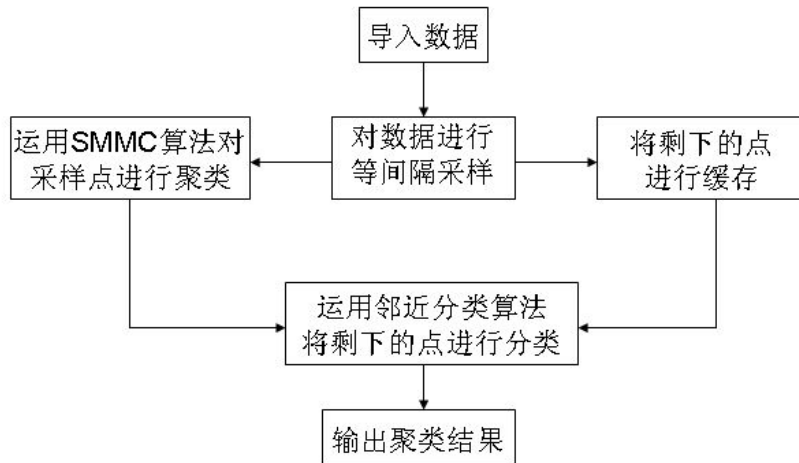 导入数据
运用SMMC算法对
采样点进行聚类
对数据进行
等间隔采样
将剩下的点
进行缓存
运用邻近分类算法
将剩下的点进行分类
输出聚类结果